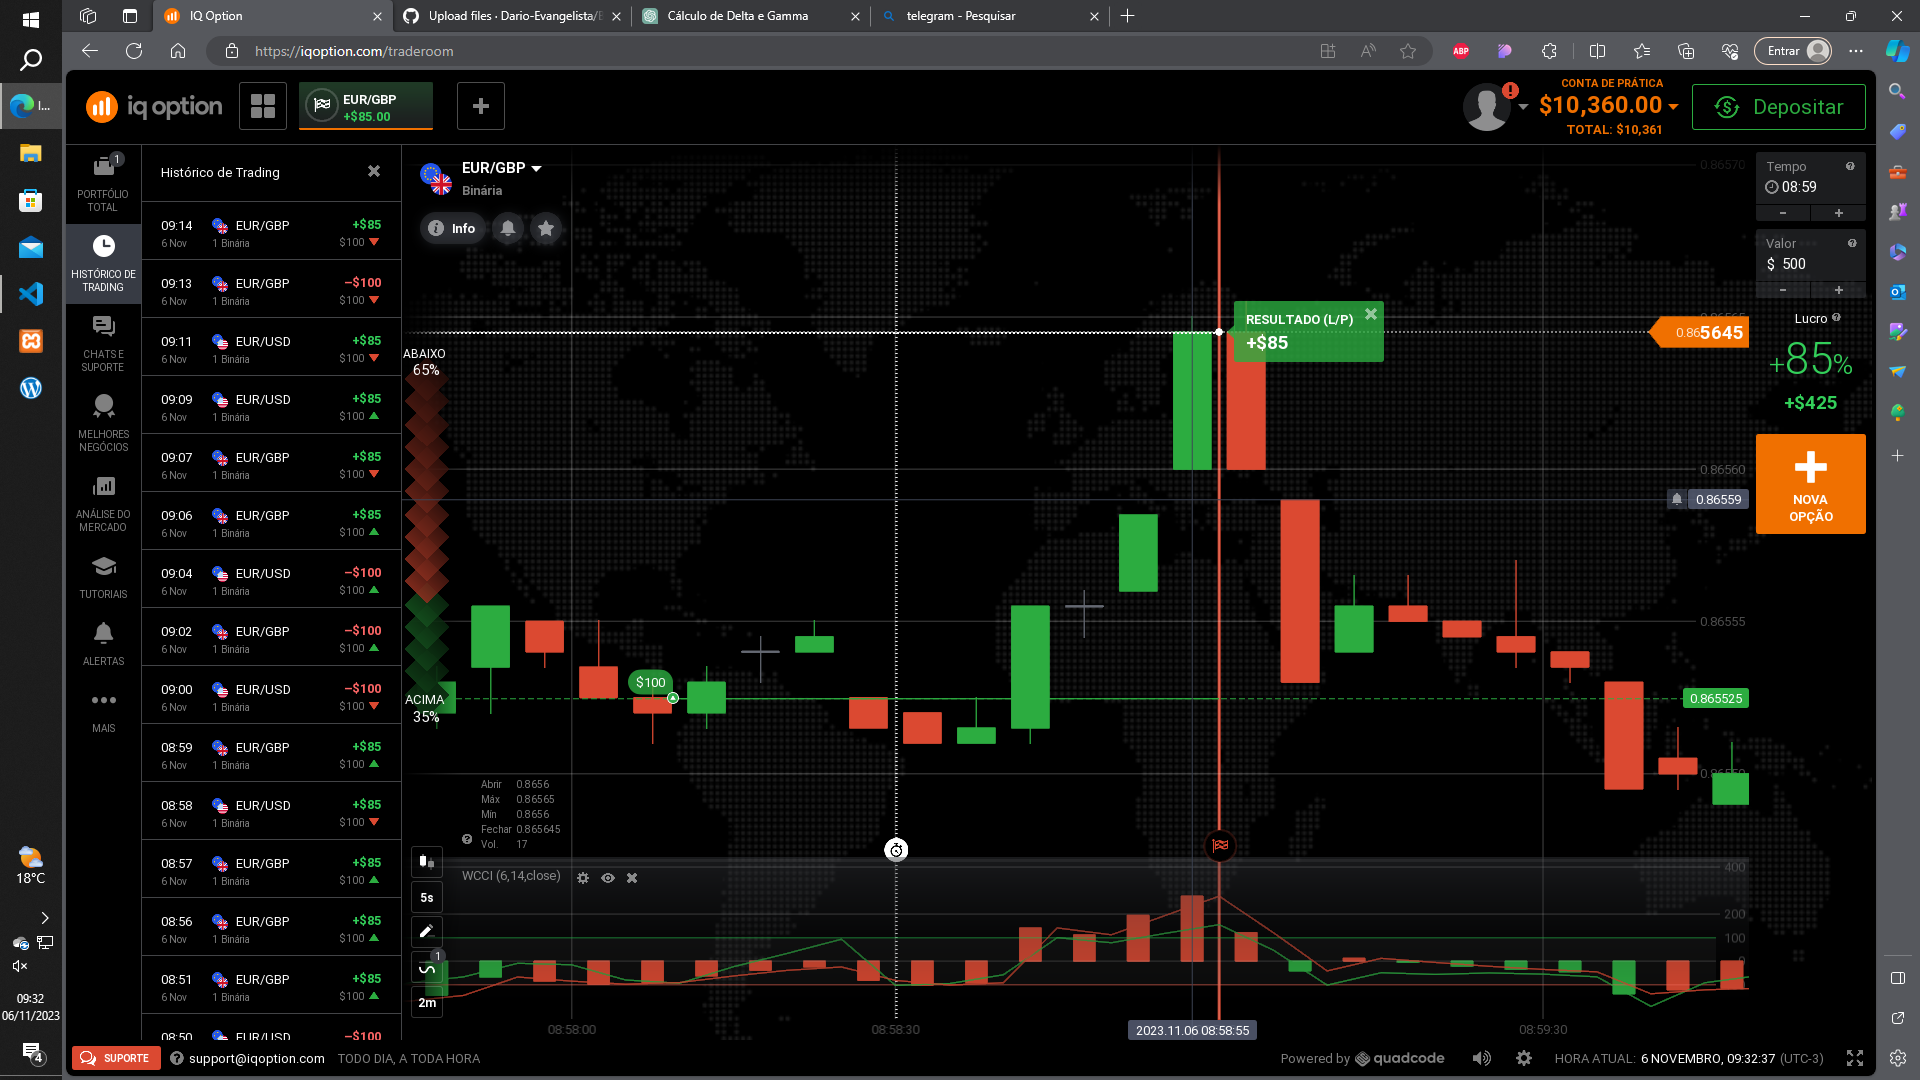 IQ Option
Upload files · Dario-Evangelista/E
Cálculo de Delta e Gamma
telegram - Pesquisar
https://iqoption.com/traderoom
ABP
Entrar
I...
iq option
EUR/GBP
+$85.00
CONTA DE PRÁTICA
$10,360.00
TOTAL: $10,361
Depositar
1
PORTFÓLIO
TOTAL
HISTÓRICO DE
TRADING
CHATS E
SUPORTE
MELHORES
NEGÓCIOS
ANÁLISE DO
MERCADO
TUTORIAIS
ALERTAS
MAIS
Histórico de Trading
09:14 EUR/GBP +$85
6 Nov 1 Binária $100
09:13 EUR/GBP −$100
6 Nov 1 Binária $100
09:11 EUR/USD +$85
6 Nov 1 Binária $100
09:09 EUR/USD +$85
6 Nov 1 Binária $100
09:07 EUR/GBP +$85
6 Nov 1 Binária $100
09:06 EUR/GBP +$85
6 Nov 1 Binária $100
09:04 EUR/USD −$100
6 Nov 1 Binária $100
09:02 EUR/GBP −$100
6 Nov 1 Binária $100
09:00 EUR/USD −$100
6 Nov 1 Binária $100
08:59 EUR/GBP +$85
6 Nov 1 Binária $100
08:58 EUR/USD +$85
6 Nov 1 Binária $100
08:57 EUR/GBP +$85
6 Nov 1 Binária $100
08:56 EUR/GBP +$85
6 Nov 1 Binária $100
08:51 EUR/GBP +$85
6 Nov 1 Binária $100
08:50 EUR/USD −$100
EUR/GBP
Binária
Info
ABAIXO
65%
ACIMA
35%
$100
RESULTADO (L/P)
+$85
0.86570
0.865645
0.86560
0.86559
0.86555
0.865525
Abrir 0.8656
Máx 0.86565
Mín 0.8656
Fechar 0.865645
Vol. 17
WCCI (6,14,close)
5s
1
2m
400
200
100
0
08:58:00
08:58:30
2023.11.06 08:58:55
08:59:30
Tempo
08:59
- +
Valor
$ 500
- +
Lucro
+85%
+$425
NOVA
OPÇÃO
18°C
09:32
06/11/2023
4
SUPORTE
support@iqoption.com
TODO DIA, A TODA HORA
Powered by quadcode
HORA ATUAL: 6 NOVEMBRO, 09:32:37 (UTC-3)